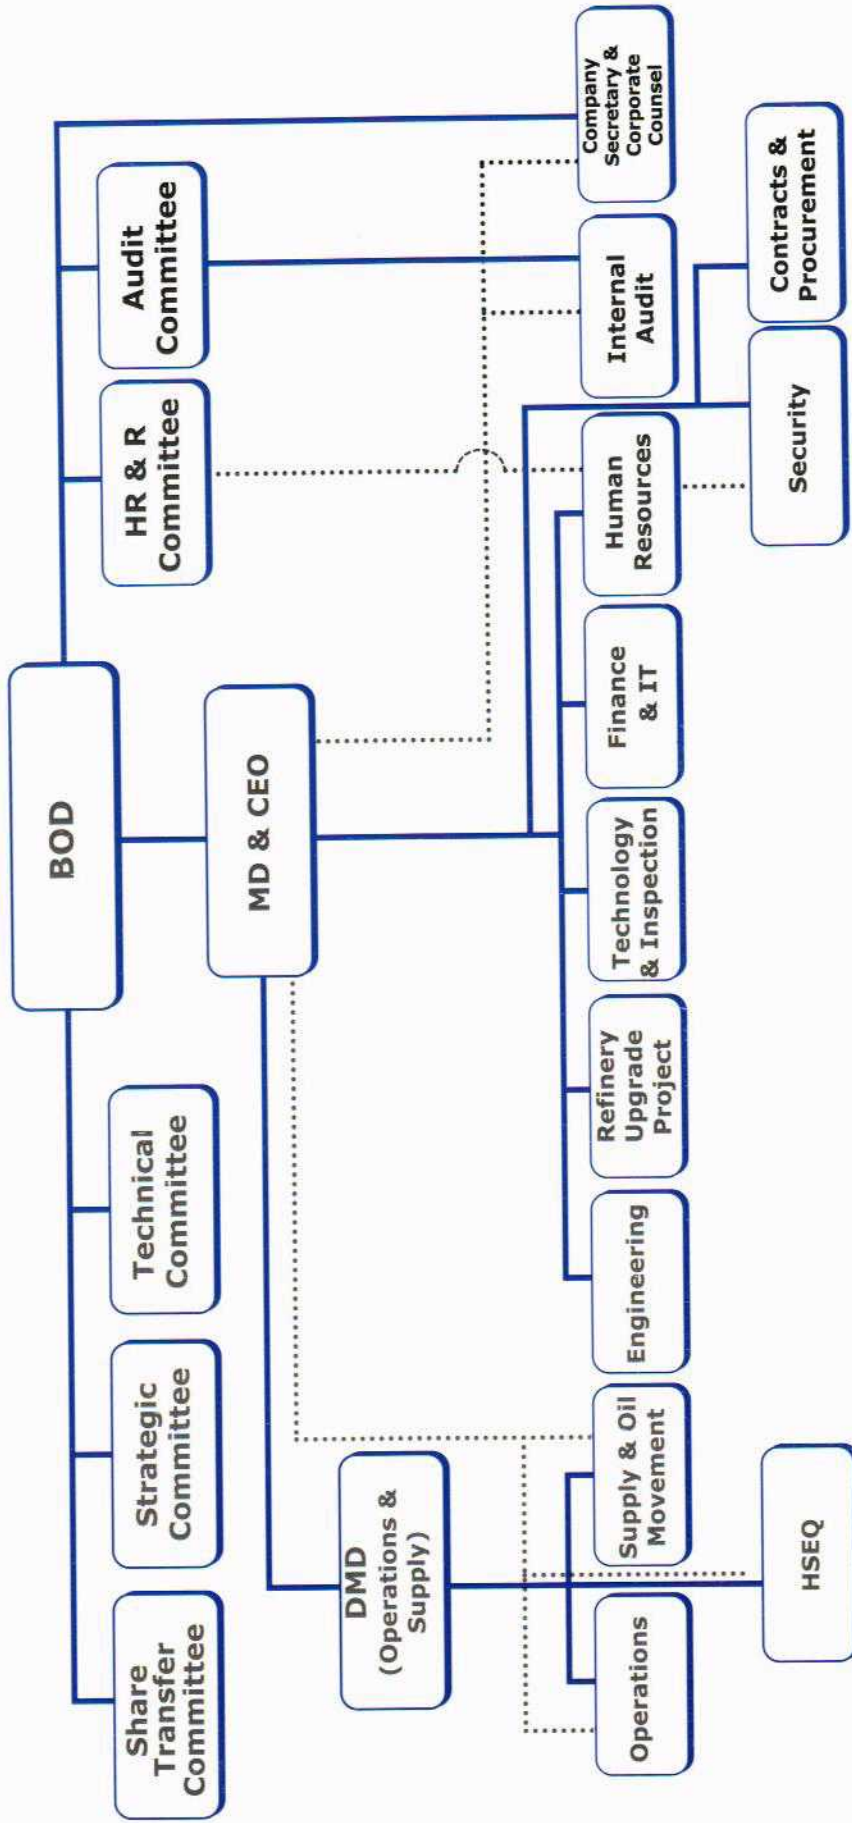 BOD
Share
Transfer
Committee
Strategic
Committee
Technical
Committee
HR & R
Committee
Audit
Committee
MD & CEO
DMD
(Operations &
Supply)
Operations
Supply & Oil
Movement
Engineering
Refinery
Upgrade
Project
Technology
& Inspection
Finance
& IT
Human
Resources
Internal
Audit
Company
Secretary &
Corporate
Counsel
HSEQ
Security
Contracts &
Procurement